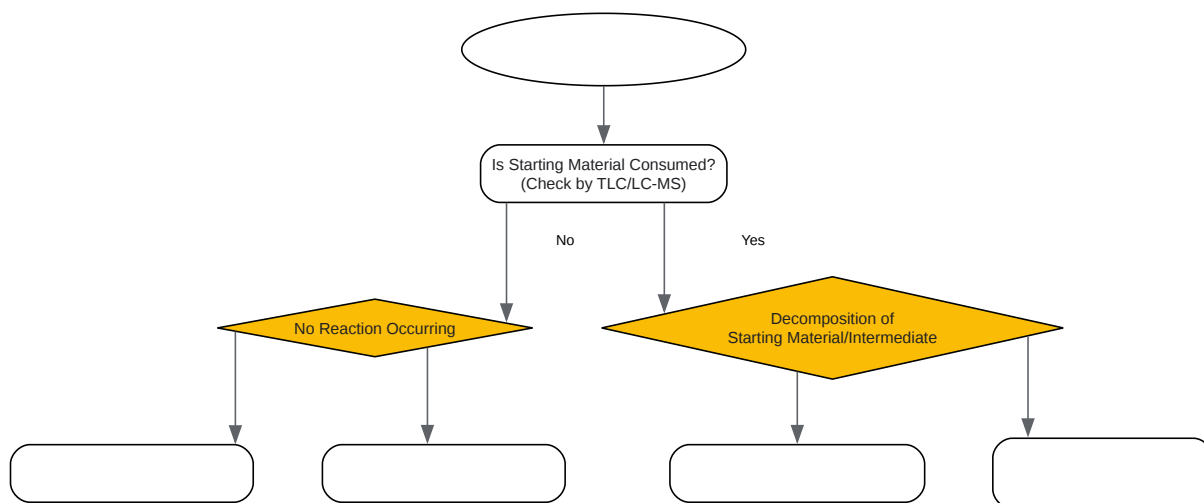 Is Starting Material Consumed?
(Check by TLC/LC-MS)
No
Yes
No Reaction Occurring
Decomposition of
Starting Material/Intermediate